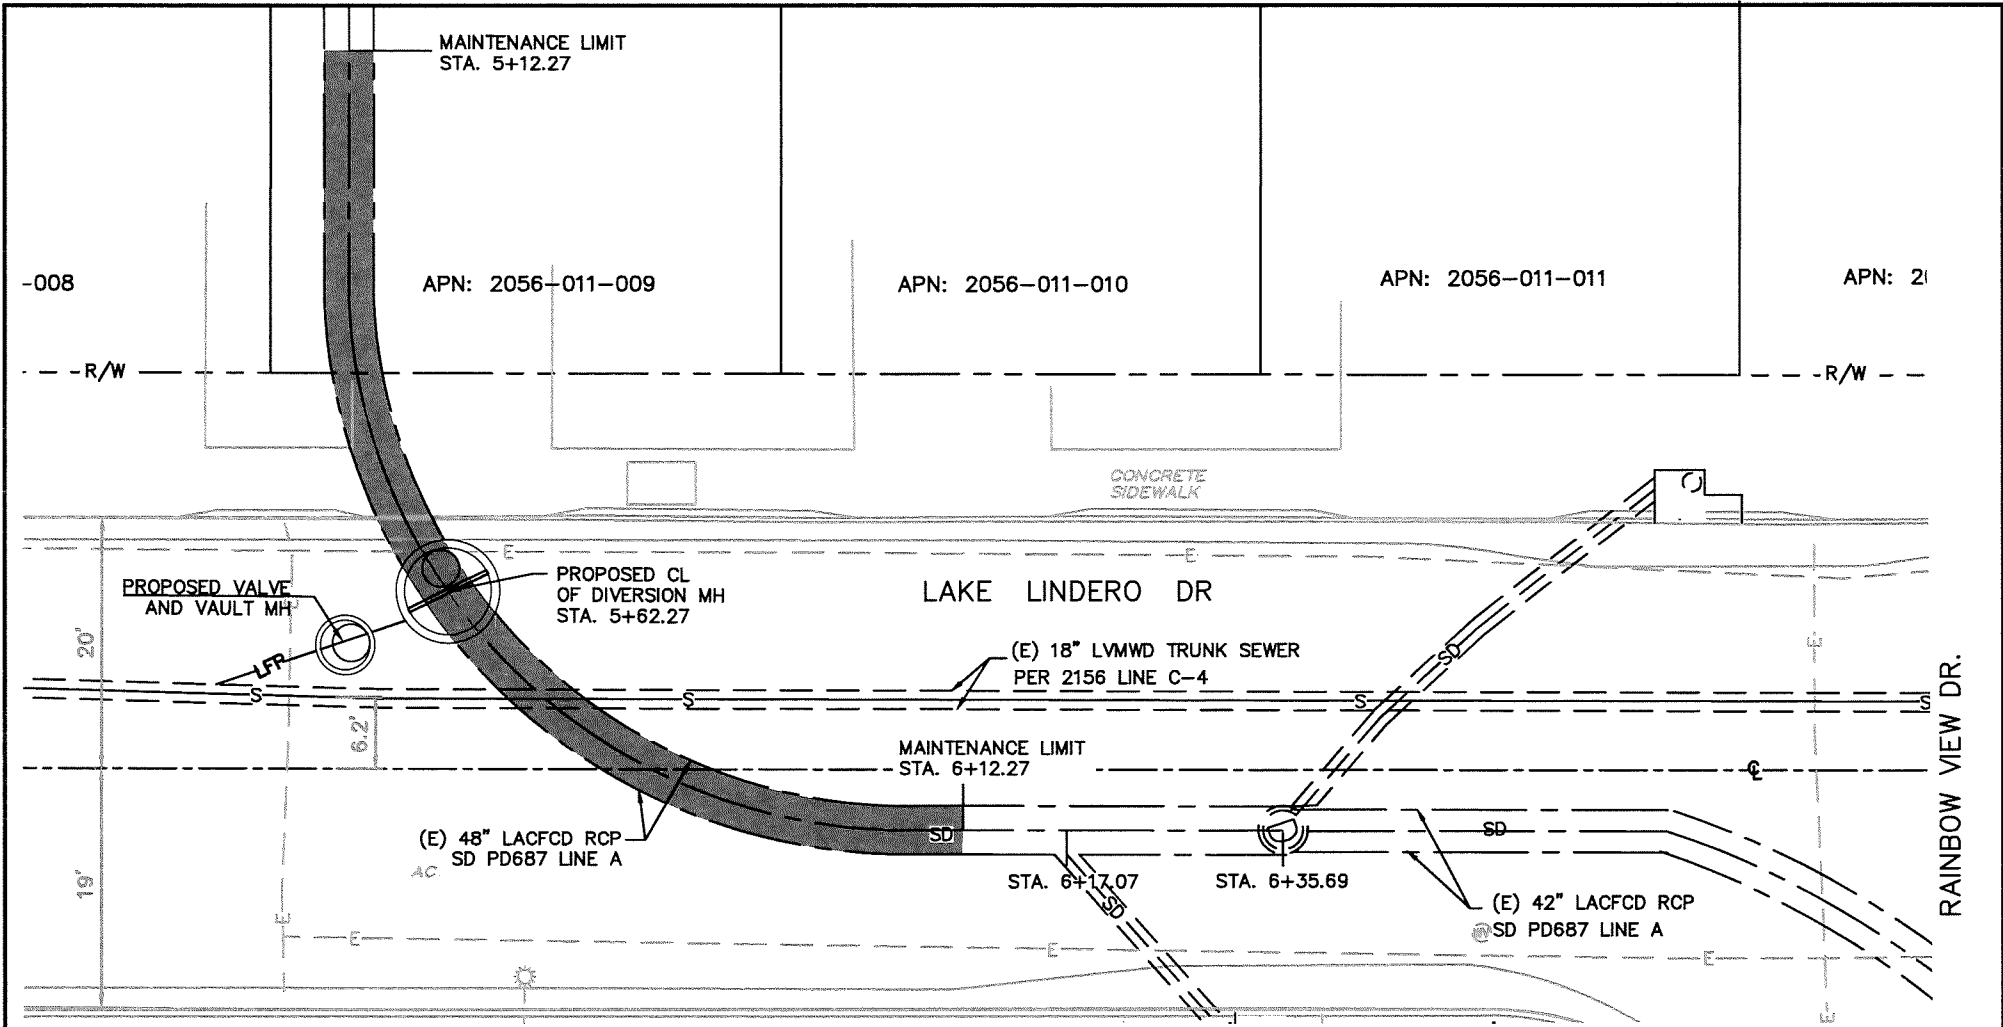 MAINTENANCE LIMIT
STA. 5+12.27
-008
APN: 2056-011-009
APN: 2056-011-010
APN: 2056-011-011
APN:
R/W
R/W
CONCRETE
SIDEWALK
E
E
PROPOSED VALVE
AND VAULT MH
PROPOSED CL
OF DIVERSION MH
STA. 5+62.27
LAKE LINDERO DR
20'
LFP
(E) 18" LVMWD TRUNK SEWER
PER 2156 LINE C-4
SD
E
S
S
S
S
6.2'
MAINTENANCE LIMIT
STA. 6+12.27
℄
RAINBOW VIEW DR.
(E) 48" LACFCD RCP
SD PD687 LINE A
SD
SD
AC
19'
STA. 6+17.07
STA. 6+35.69
SD
(E) 42" LACFCD RCP
@SD PD687 LINE A
E
E
E
E
E